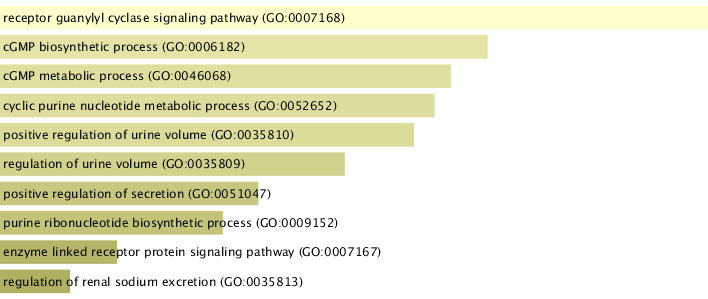 receptor guanylyl cyclase signaling pathway (GO:0007168)
cGMP biosynthetic process (GO:0006182)
cGMP metabolic process (GO:0046068)
cyclic purine nucleotide metabolic process (GO:0052652)
positive regulation of urine volume (GO:0035810)
regulation of urine volume (GO:0035809)
positive regulation of secretion (GO:0051047)
purine ribonucleotide biosynthetic process (GO:0009152)
enzyme linked receptor protein signaling pathway (GO:0007167)
regulation of renal sodium excretion (GO:0035813)